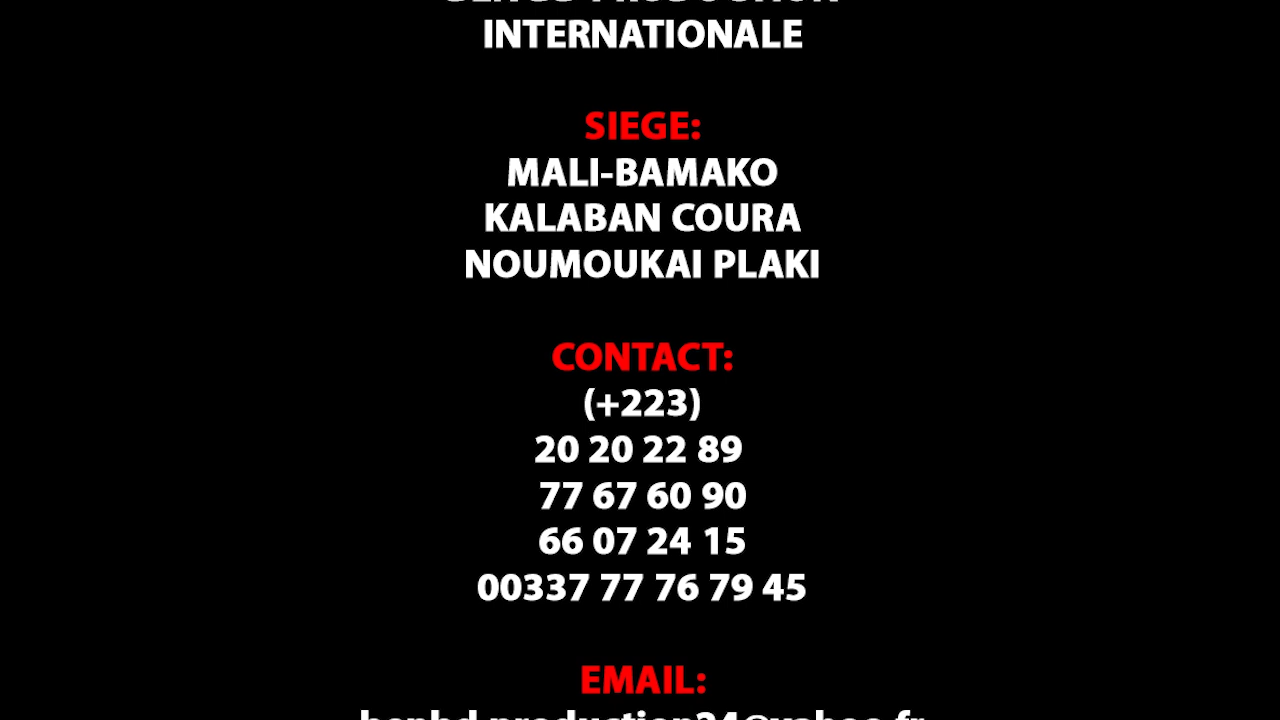 INTERNATIONALE
SIEGE:
MALI-BAMAKO
KALABAN COURA
NOUMOUKAI PLAKI
CONTACT:
(+223)
20 20 22 89
77 67 60 90
66 07 24 15
00337 77 76 79 45
EMAIL: